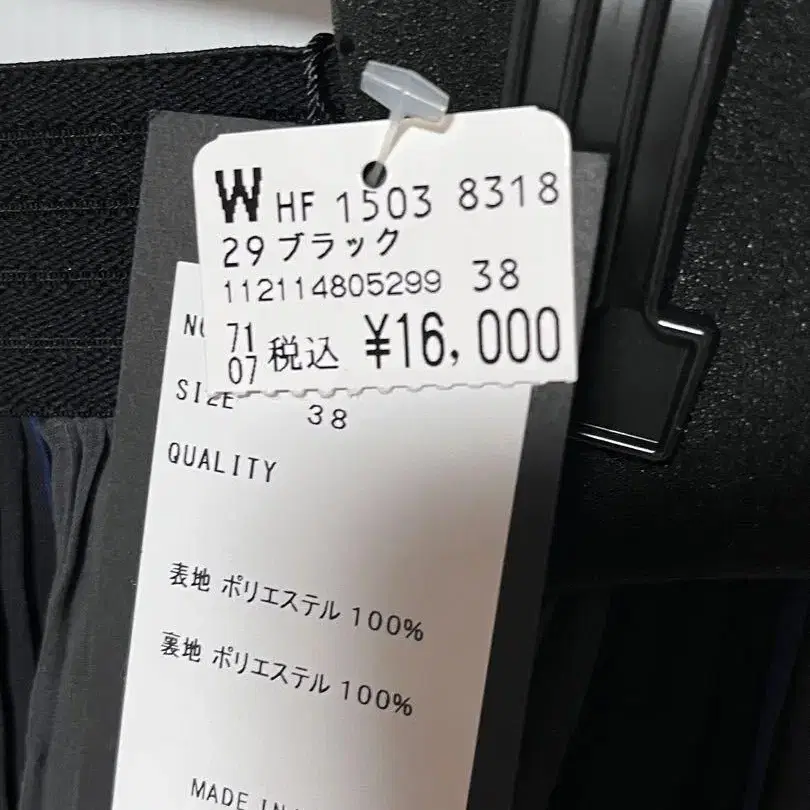 W HF 1503 8318
29 ブラック
112114805299 38
71
07 税込 ¥16,000
SIZE
38
QUALITY
表地 ポリエステル 100%
裏地 ポリエステル 100%
MADE